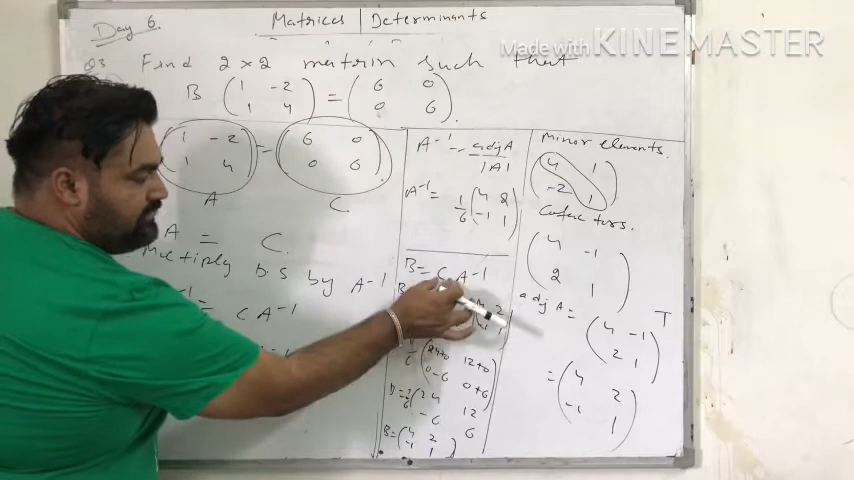 Day 6.
Matrices | Determinants
Made with KINEMASTER
Q3 Find 2×2 matrix such that
B ( 1 -2 ) = ( 6 0 )
( 1 4 ) ( 0 6 ).
( 1 -2 ) = ( 6 0 )
( 1 4 ) ( 0 6 )
A C.
A = C.
Multiply b.s by A⁻¹
= C A⁻¹
A⁻¹ = adjA
|A|
A⁻¹ = 1/6 ( 4 2 )
( -1 1 )
B = C A⁻¹
( 24+0 12+0 )
( 0-6 0+6 )
B = 1/6 ( 24 12
-6 6
B = ( 4 2 )
( -1 1 )
Minor elements.
( 4 1 )
( -2 1 )
Cofactors.
( 4 -1 )
( 2 1 )
adj A = ( 4 -1 ) T
( 2 1 )
= ( 4 2 )
( -1 1 )